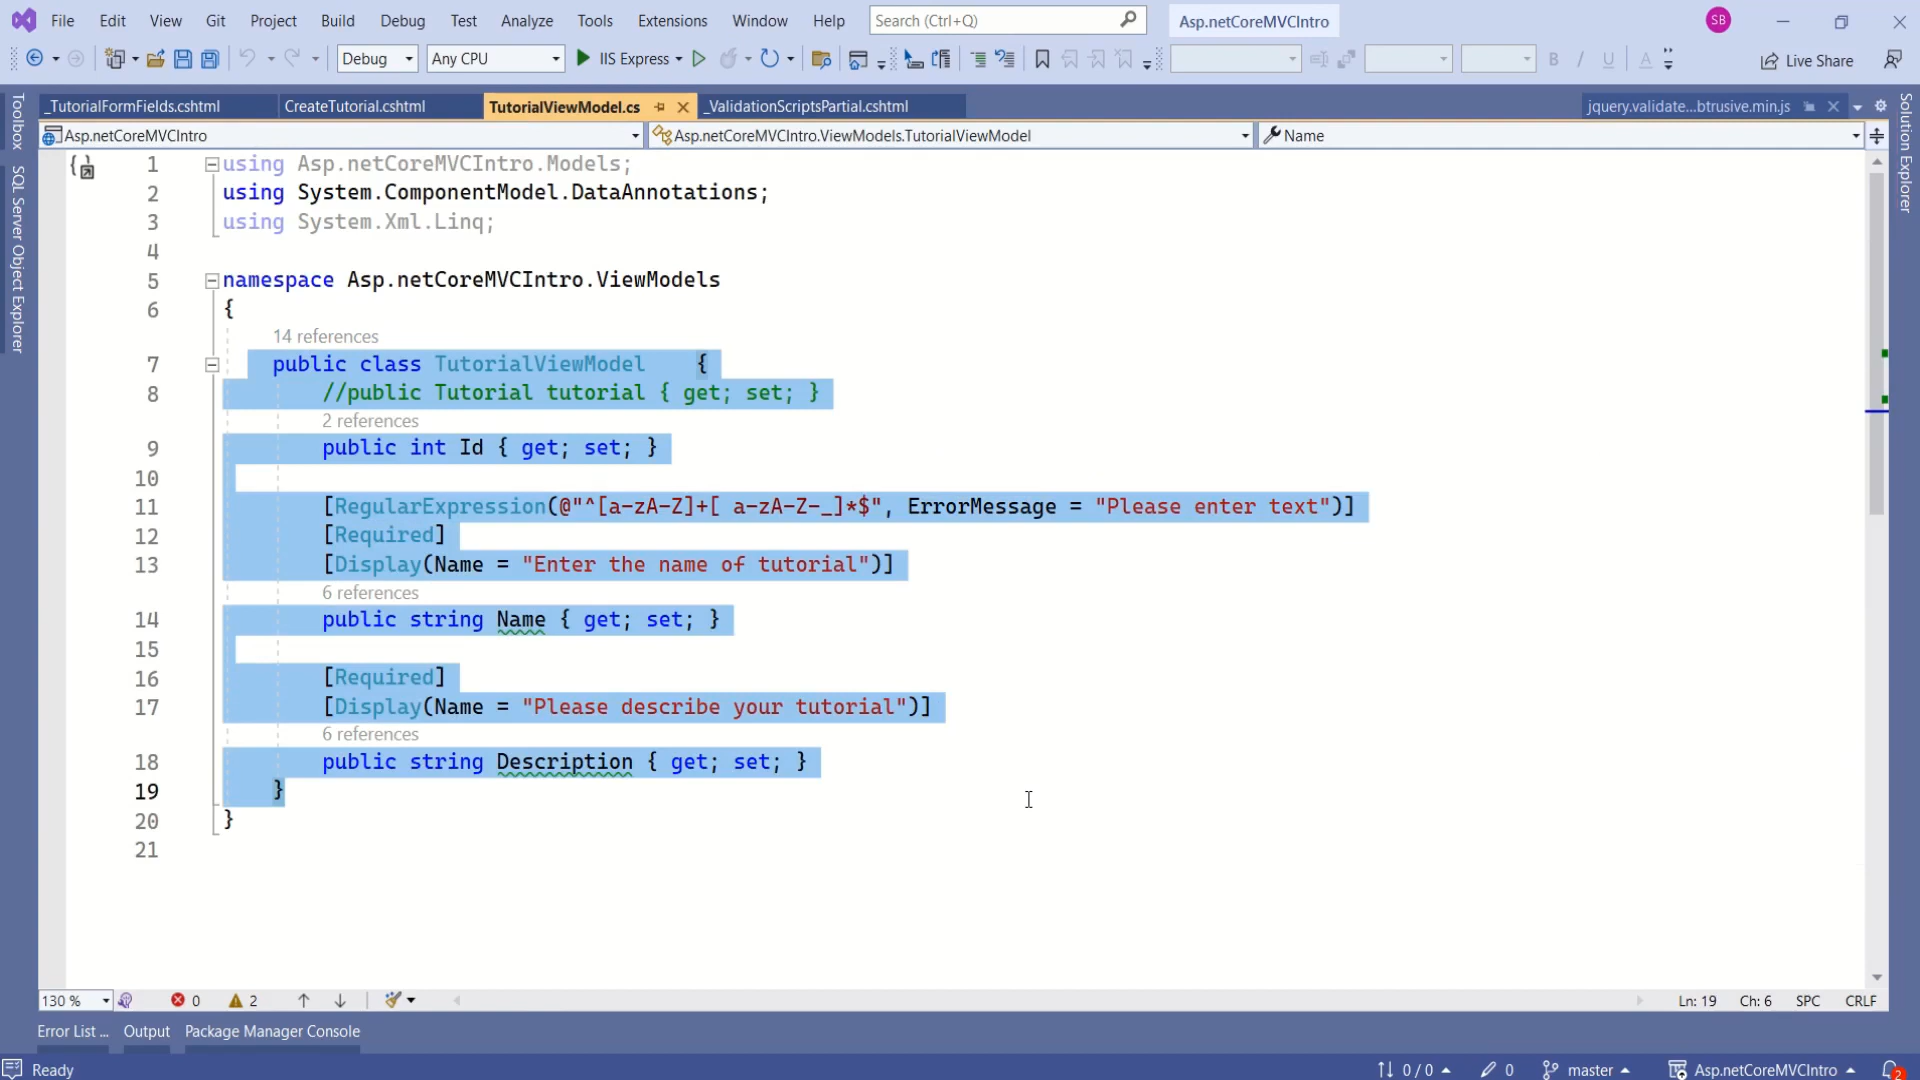 File Edit View Git Project Build Debug Test Analyze Tools Extensions Window Help Search (Ctrl+Q) Asp.netCoreMVCIntro SB
Debug Any CPU IIS Express Live Share
_TutorialFormFields.cshtml CreateTutorial.cshtml TutorialViewModel.cs _ValidationScriptsPartial.cshtml jquery.validate...btrusive.min.js
Asp.netCoreMVCIntro Asp.netCoreMVCIntro.ViewModels.TutorialViewModel Name
Toolbox
SQL Server Object Explorer
Solution Explorer
1 using Asp.netCoreMVCIntro.Models;
2 using System.ComponentModel.DataAnnotations;
3 using System.Xml.Linq;
4
5 namespace Asp.netCoreMVCIntro.ViewModels
6 {
14 references
7 public class TutorialViewModel {
8 //public Tutorial tutorial { get; set; }
2 references
9 public int Id { get; set; }
10
11 [RegularExpression(@"^[a-zA-Z]+[ a-zA-Z-_]*$", ErrorMessage = "Please enter text")]
12 [Required]
13 [Display(Name = "Enter the name of tutorial")]
6 references
14 public string Name { get; set; }
15
16 [Required]
17 [Display(Name = "Please describe your tutorial")]
6 references
18 public string Description { get; set; }
19 }
20 }
21
130 % 0 2 Ln: 19 Ch: 6 SPC CRLF
Error List ... Output Package Manager Console
Ready 0 / 0 0 master Asp.netCoreMVCIntro 2